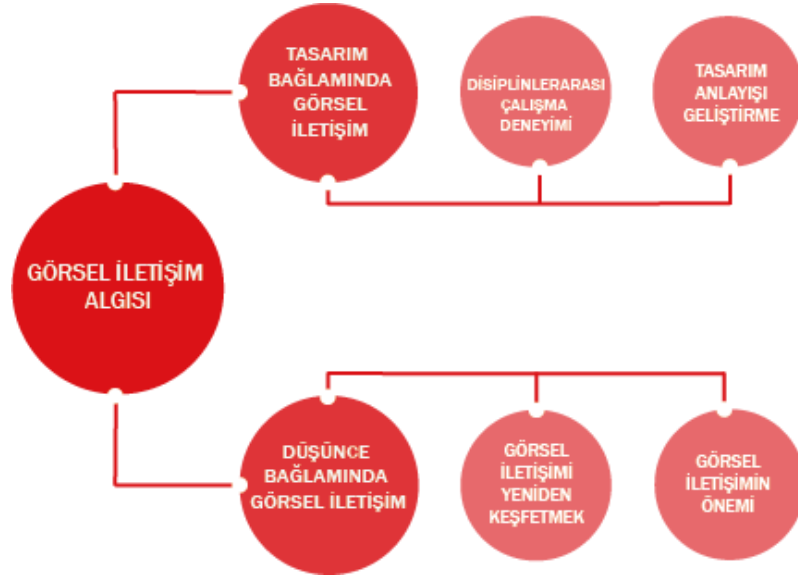 TASARIM
BAĞLAMINDA
GÖRSEL
İLETİŞİM
DİSİPLİNLERARASI
ÇALIŞMA
DENEYİMİ
TASARIM
ANLAYIŞI
GELİŞTİRME
GÖRSEL İLETİŞİM
ALGISI
DÜŞÜNCE
BAĞLAMINDA
GÖRSEL İLETİŞİM
GÖRSEL
İLETİŞİMİ
YENİDEN
KEŞFETMEK
GÖRSEL
İLETİŞİMİN
ÖNEMİ